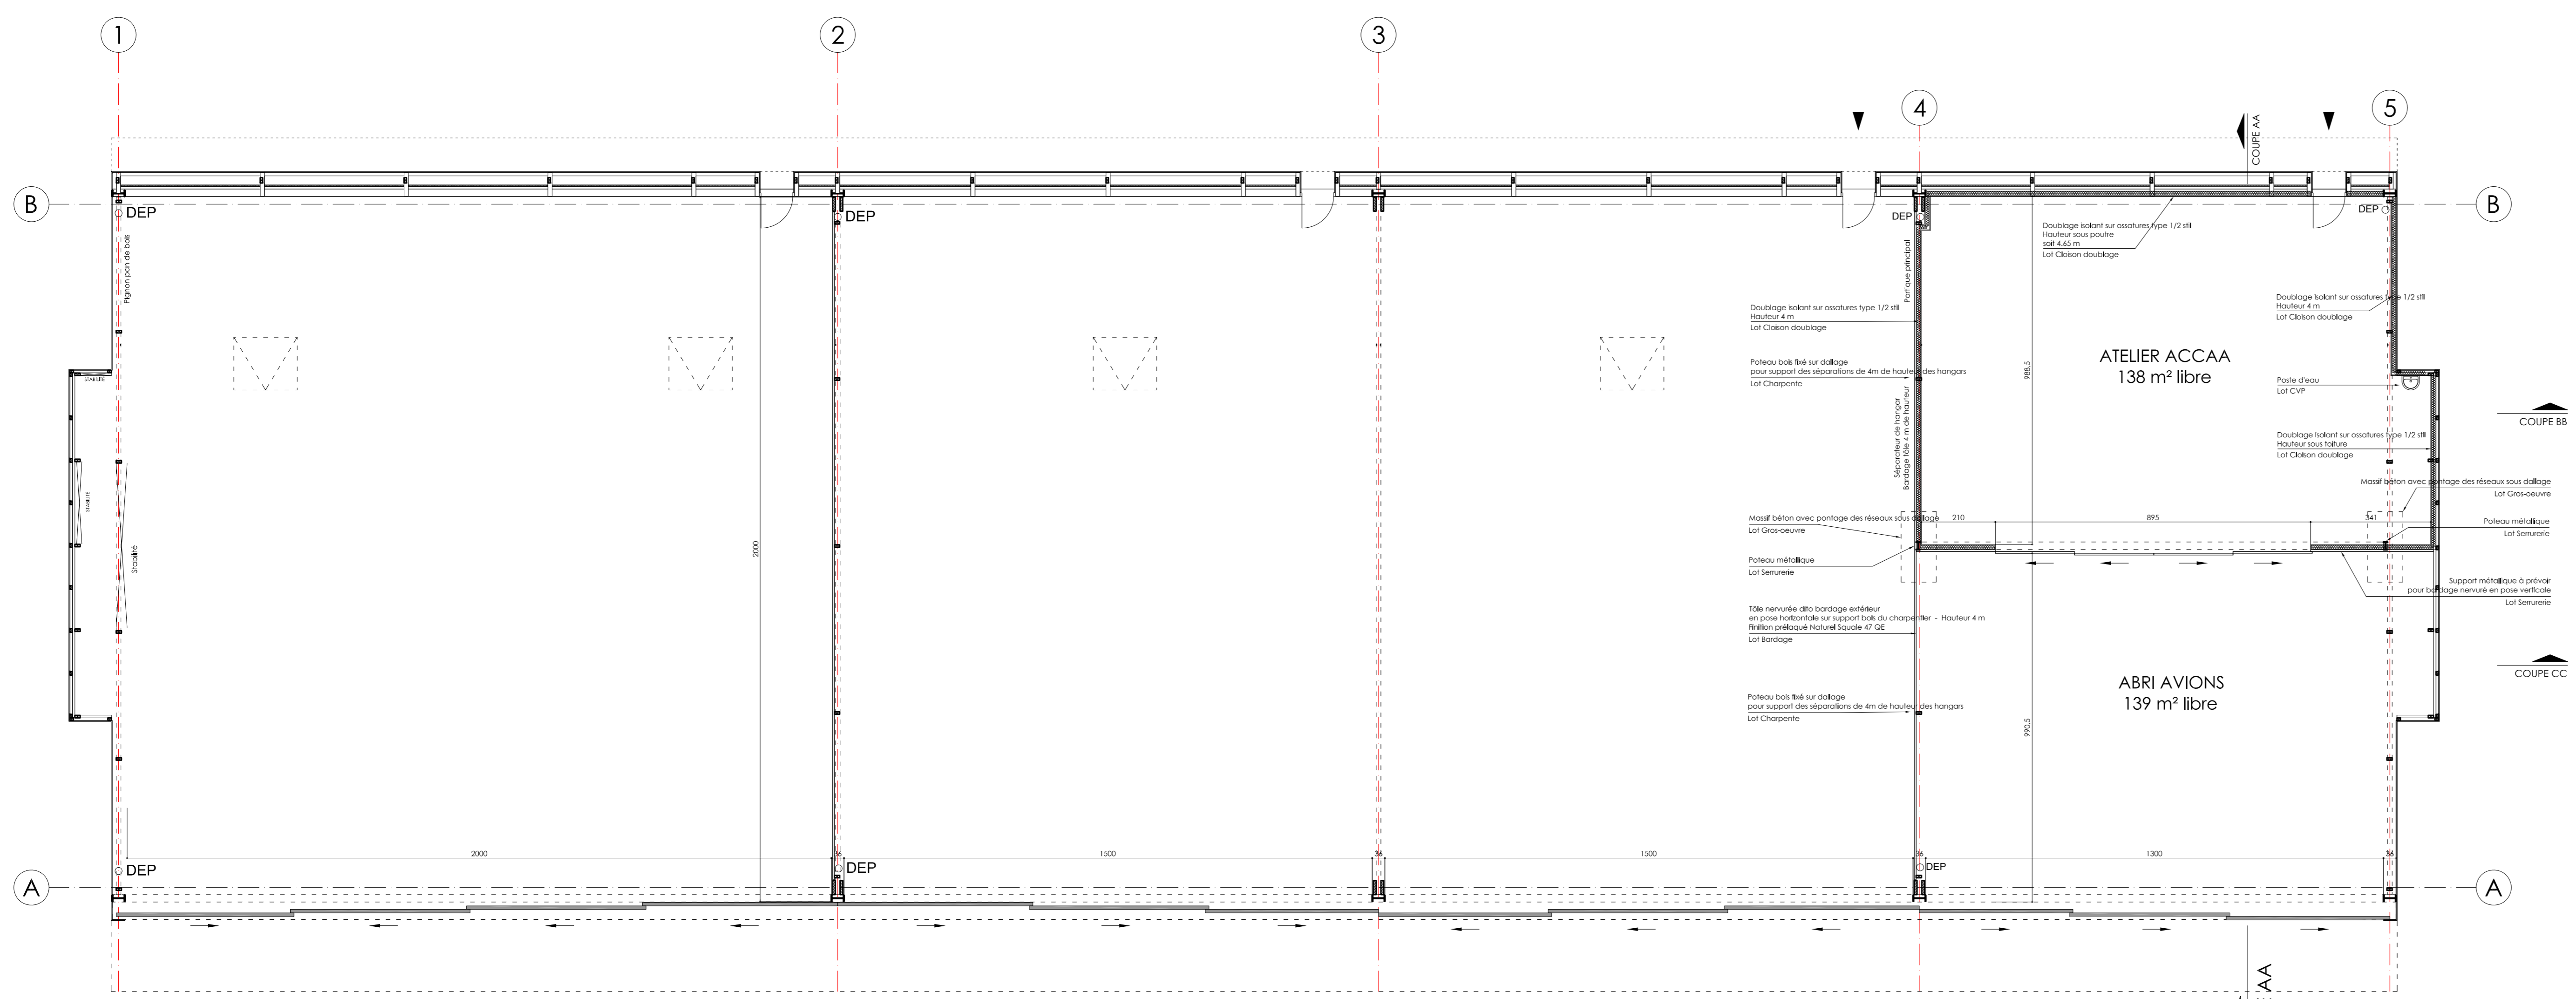 1
2
3
4
5
COUPE AA
B
B
DEP
DEP
DEP
DEP
Pignon pan de bois
Portique principal
Doublage isolant sur ossatures type 1/2 stil
Hauteur sous poutre
soit 4.65 m
Lot Cloison doublage
Doublage isolant sur ossatures type 1/2 stil
Hauteur 4 m
Lot Cloison doublage
Doublage isolant sur ossatures type 1/2 stil
Hauteur 4 m
Lot Cloison doublage
ATELIER ACCAA
138 m² libre
Poteau bois fixé sur dallage
pour support des séparations de 4m de hauteur des hangars
Lot Charpente
988.5
STABILITÉ
Poste d'eau
Lot CVP
Séparateur de hangar
Bardage tôle 4 m de hauteur
COUPE BB
Doublage isolant sur ossatures type 1/2 stil
Hauteur sous toiture
Lot Cloison doublage
STABILITÉ
Stabilité
2000
Massif béton avec pontage des réseaux sous dallage
Lot Gros-oeuvre
Massif béton avec pontage des réseaux sous dallage
Lot Gros-oeuvre
210
895
341
Poteau métallique
Lot Serrurerie
Poteau métallique
Lot Serrurerie
Support métallique à prévoir
pour bardage nervuré en pose verticale
Lot Serrurerie
Tôlle nervurée dito bardage extérieur
en pose horizontale sur support bois du charpentier - Hauteur 4 m
Finition prélaqué Naturel Squale 47 QE
Lot Bardage
COUPE CC
ABRI AVIONS
139 m² libre
Poteau bois fixé sur dallage
pour support des séparations de 4m de hauteur des hangars
Lot Charpente
990.5
2000
36
1500
36
1500
36
1300
36
DEP
DEP
DEP
A
A
AA